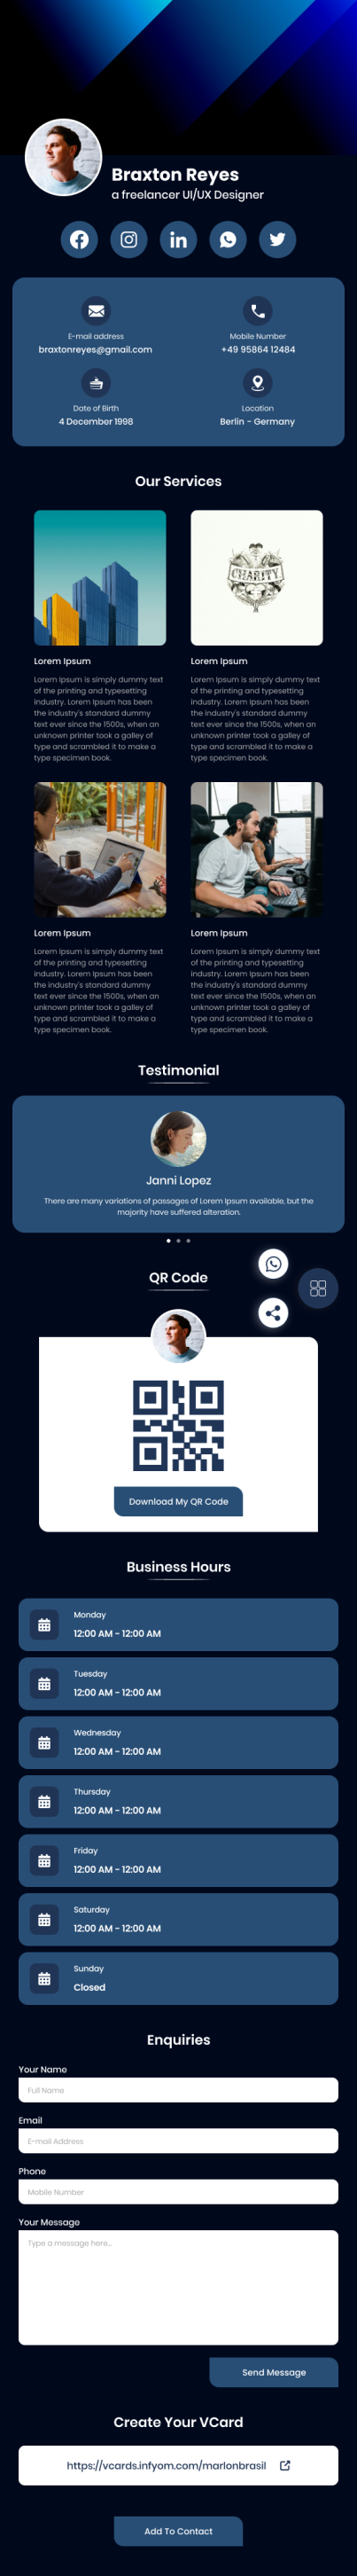 Braxton Reyes
a freelancer UI/UX Designer
E-mail address
braxtonreyes@gmail.com
Mobile Number
+49 95864 12484
Date of Birth
4 December 1998
Location
Berlin - Germany
Our Services
CHARITY
Lorem Ipsum
Lorem Ipsum is simply dummy text
of the printing and typesetting
industry. Lorem Ipsum has been
the industry's standard dummy
text ever since the 1500s, when an
unknown printer took a galley of
type and scrambled it to make a
type specimen book.
Lorem Ipsum
Lorem Ipsum is simply dummy text
of the printing and typesetting
industry. Lorem Ipsum has been
the industry's standard dummy
text ever since the 1500s, when an
unknown printer took a galley of
type and scrambled it to make a
type specimen book.
Lorem Ipsum
Lorem Ipsum is simply dummy text
of the printing and typesetting
industry. Lorem Ipsum has been
the industry's standard dummy
text ever since the 1500s, when an
unknown printer took a galley of
type and scrambled it to make a
type specimen book.
Lorem Ipsum
Lorem Ipsum is simply dummy text
of the printing and typesetting
industry. Lorem Ipsum has been
the industry's standard dummy
text ever since the 1500s, when an
unknown printer took a galley of
type and scrambled it to make a
type specimen book.
Testimonial
Janni Lopez
There are many variations of passages of Lorem Ipsum available, but the
majority have suffered alteration.
QR Code
Download My QR Code
Business Hours
Monday
12:00 AM - 12:00 AM
Tuesday
12:00 AM - 12:00 AM
Wednesday
12:00 AM - 12:00 AM
Thursday
12:00 AM - 12:00 AM
Friday
12:00 AM - 12:00 AM
Saturday
12:00 AM - 12:00 AM
Sunday
Closed
Enquiries
Your Name
Full Name
Email
E-mail Address
Phone
Mobile Number
Your Message
Type a message here...
Send Message
Create Your VCard
https://vcards.infyom.com/marlonbrasil
Add To Contact